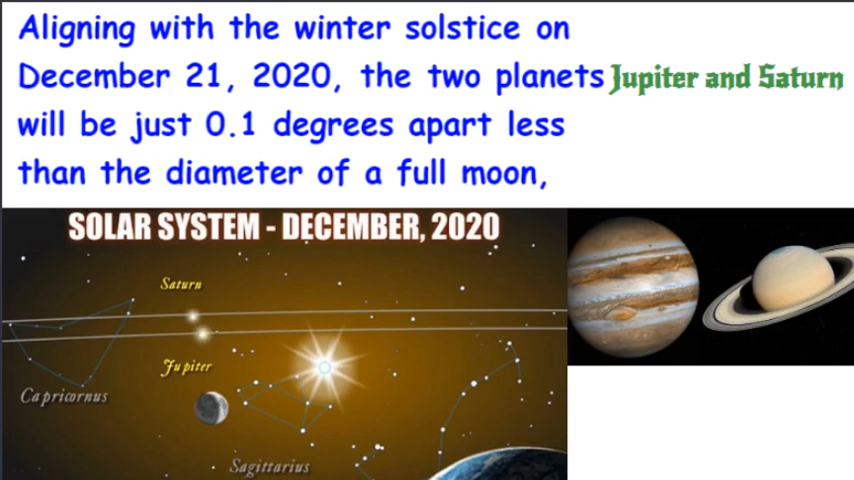 Aligning with the winter solstice on
December 21, 2020, the two planets Jupiter and Saturn
will be just 0.1 degrees apart less
than the diameter of a full moon,
SOLAR SYSTEM - DECEMBER, 2020
Saturn
Jupiter
Capricornus
Sagittarius